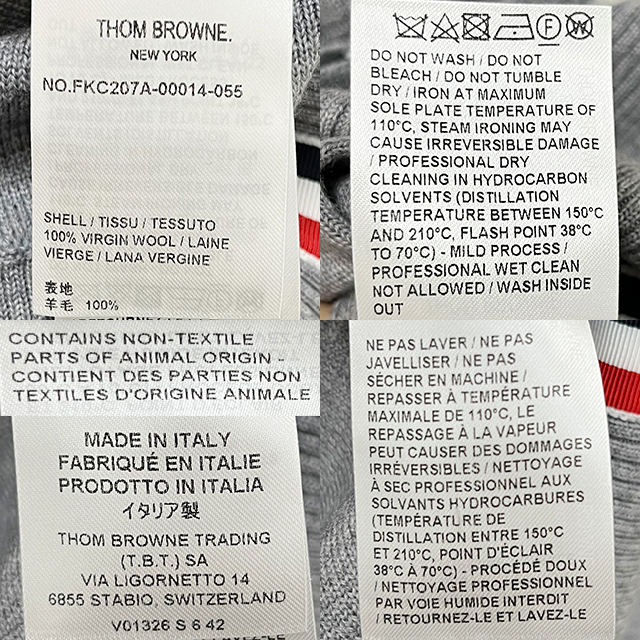 THOM BROWNE.
NEW YORK
NO.FKC207A-00014-055
SHELL / TISSU / TESSUTO
100% VIRGIN WOOL / LAINE
VIERGE / LANA VERGINE
表地
羊毛 100%
DO NOT WASH / DO NOT
BLEACH / DO NOT TUMBLE
DRY / IRON AT MAXIMUM
SOLE PLATE TEMPERATURE OF
110°C, STEAM IRONING MAY
CAUSE IRREVERSIBLE DAMAGE
/ PROFESSIONAL DRY
CLEANING IN HYDROCARBON
SOLVENTS (DISTILLATION
TEMPERATURE BETWEEN 150°C
AND 210°C, FLASH POINT 38°C
TO 70°C) - MILD PROCESS /
PROFESSIONAL WET CLEAN
NOT ALLOWED / WASH INSIDE
OUT
CONTAINS NON-TEXTILE
PARTS OF ANIMAL ORIGIN -
CONTIENT DES PARTIES NON
TEXTILES D'ORIGINE ANIMALE
MADE IN ITALY
FABRIQUÉ EN ITALIE
PRODOTTO IN ITALIA
イタリア製
THOM BROWNE TRADING
(T.B.T.) SA
VIA LIGORNETTO 14
6855 STABIO, SWITZERLAND
V01326 S 6 42
NE PAS LAVER / NE PAS
JAVELLISER / NE PAS
SÉCHER EN MACHINE /
REPASSER À TEMPÉRATURE
MAXIMALE DE 110°C, LE
REPASSAGE À LA VAPEUR
PEUT CAUSER DES DOMMAGES
IRRÉVERSIBLES / NETTOYAGE
À SEC PROFESSIONNEL AUX
SOLVANTS HYDROCARBURES
(TEMPÉRATURE DE
DISTILLATION ENTRE 150°C
ET 210°C, POINT D'ÉCLAIR
38°C À 70°C) - PROCÉDÉ DOUX
/ NETTOYAGE PROFESSIONNEL
PAR VOIE HUMIDE INTERDIT
/ RETOURNEZ-LE ET LAVEZ-LE